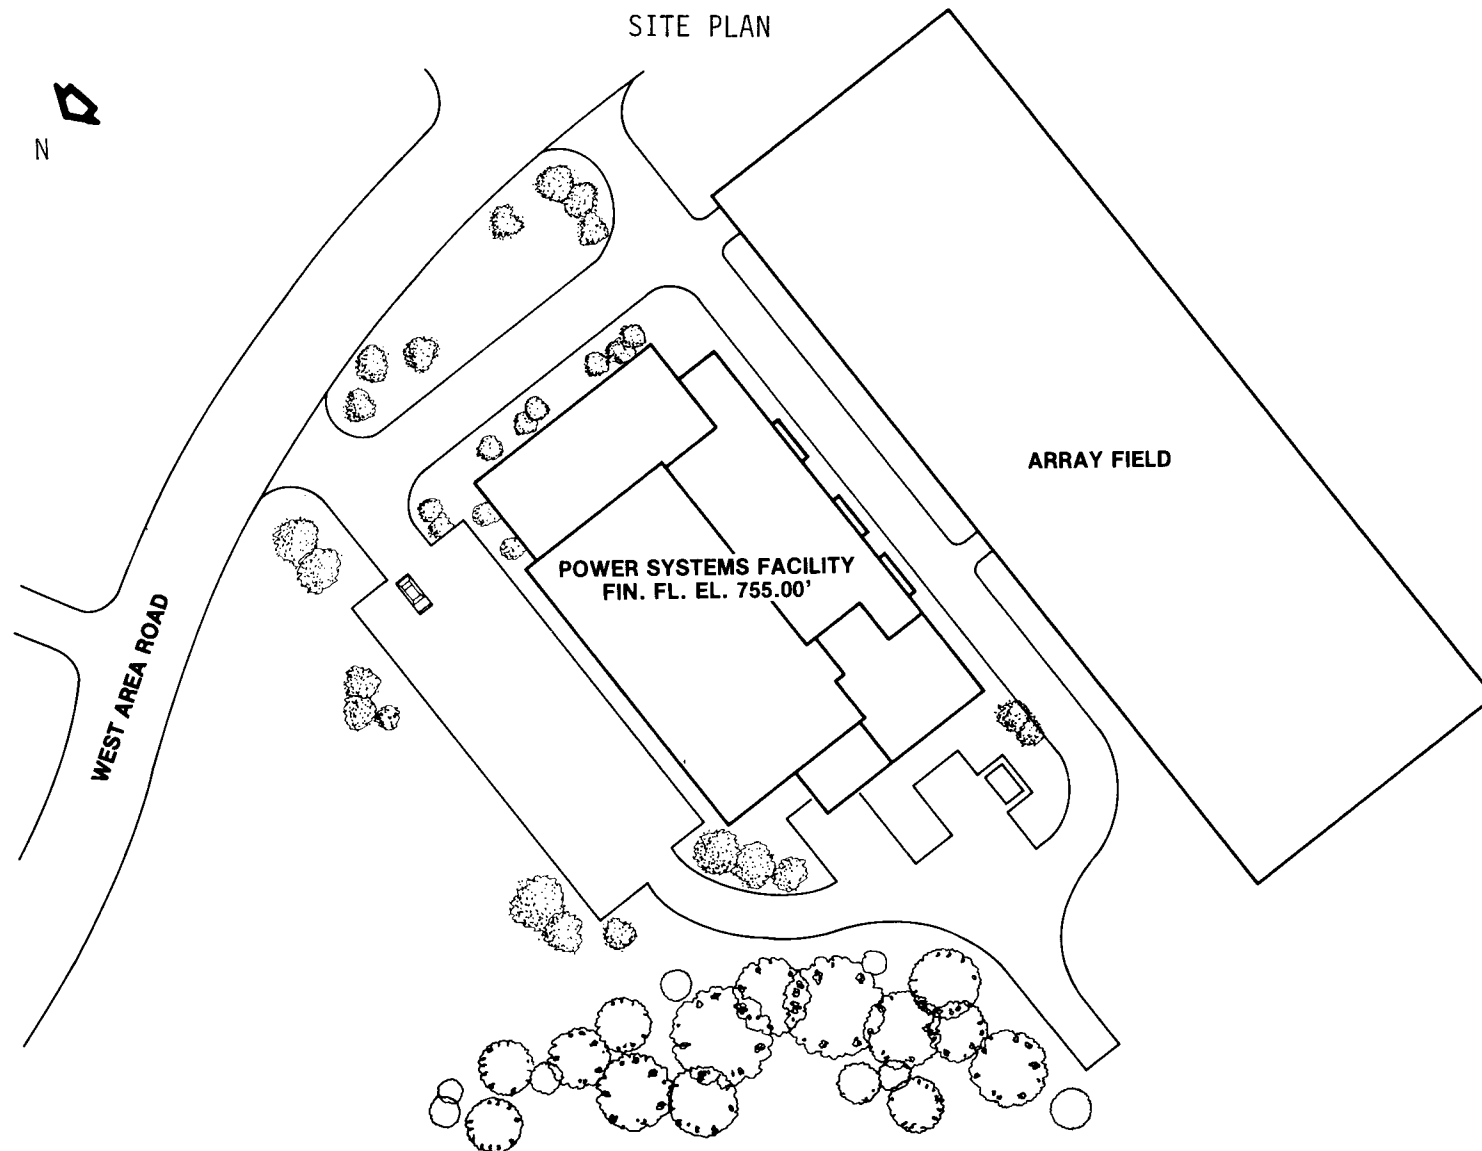 SITE PLAN
N
ARRAY FIELD
POWER SYSTEMS FACILITY
FIN. FL. EL. 755.00'
WEST AREA ROAD